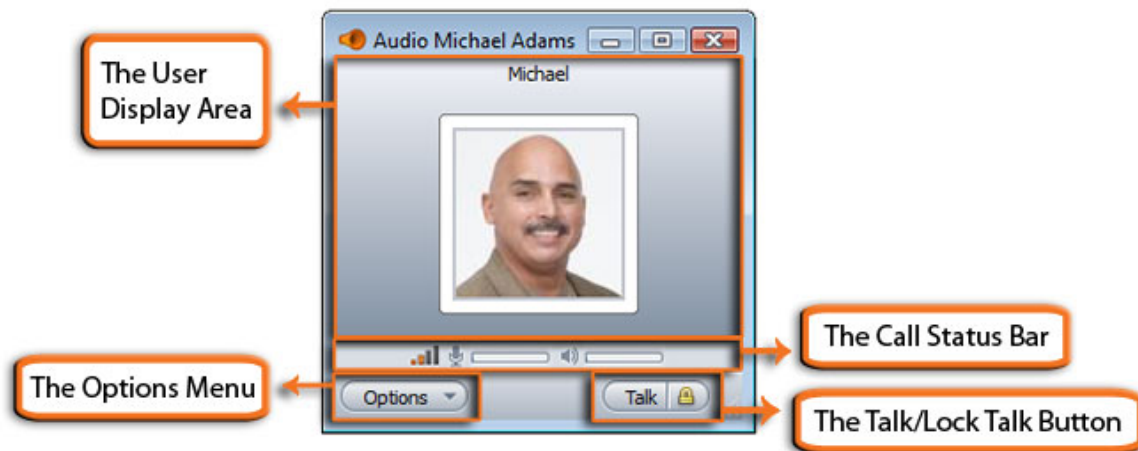 Audio Michael Adams
The User
Display Area
Michael
The Call Status Bar
The Options Menu
Options
Talk
The Talk/Lock Talk Button